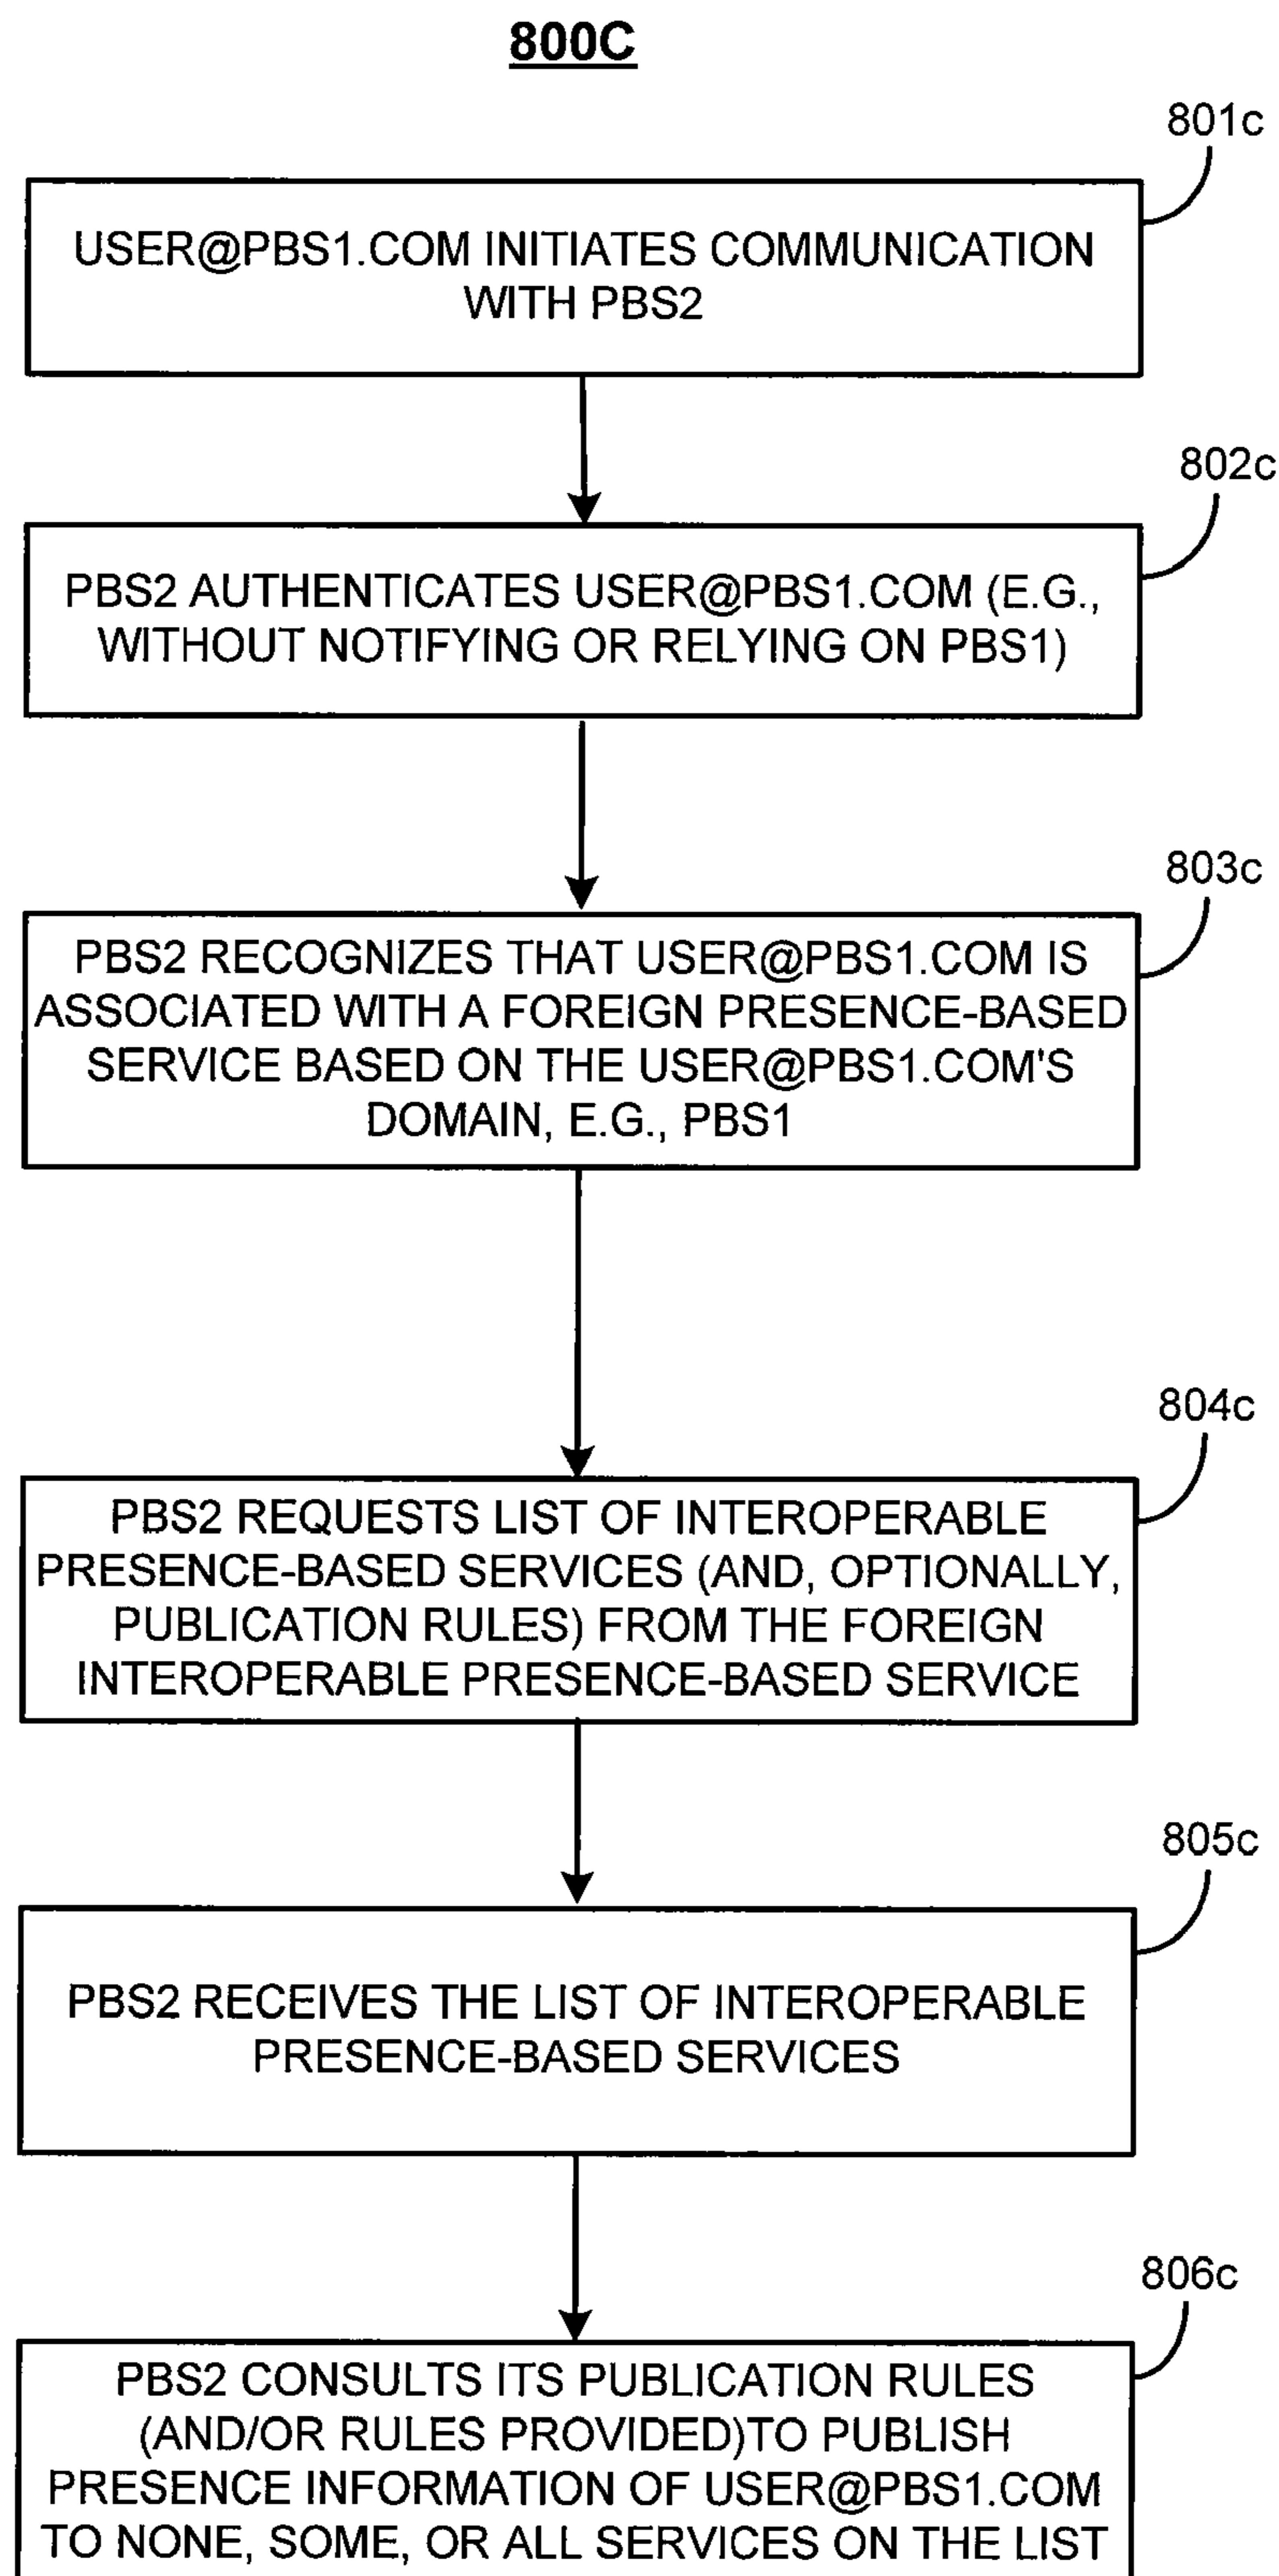 800C
801c
USER@PBS1.COM INITIATES COMMUNICATION
WITH PBS2
802c
PBS2 AUTHENTICATES USER@PBS1.COM (E.G.,
WITHOUT NOTIFYING OR RELYING ON PBS1)
803c
PBS2 RECOGNIZES THAT USER@PBS1.COM IS
ASSOCIATED WITH A FOREIGN PRESENCE-BASED
SERVICE BASED ON THE USER@PBS1.COM'S
DOMAIN, E.G., PBS1
804c
PBS2 REQUESTS LIST OF INTEROPERABLE
PRESENCE-BASED SERVICES (AND, OPTIONALLY,
PUBLICATION RULES) FROM THE FOREIGN
INTEROPERABLE PRESENCE-BASED SERVICE
805c
PBS2 RECEIVES THE LIST OF INTEROPERABLE
PRESENCE-BASED SERVICES
806c
PBS2 CONSULTS ITS PUBLICATION RULES
(AND/OR RULES PROVIDED)TO PUBLISH
PRESENCE INFORMATION OF USER@PBS1.COM
TO NONE, SOME, OR ALL SERVICES ON THE LIST